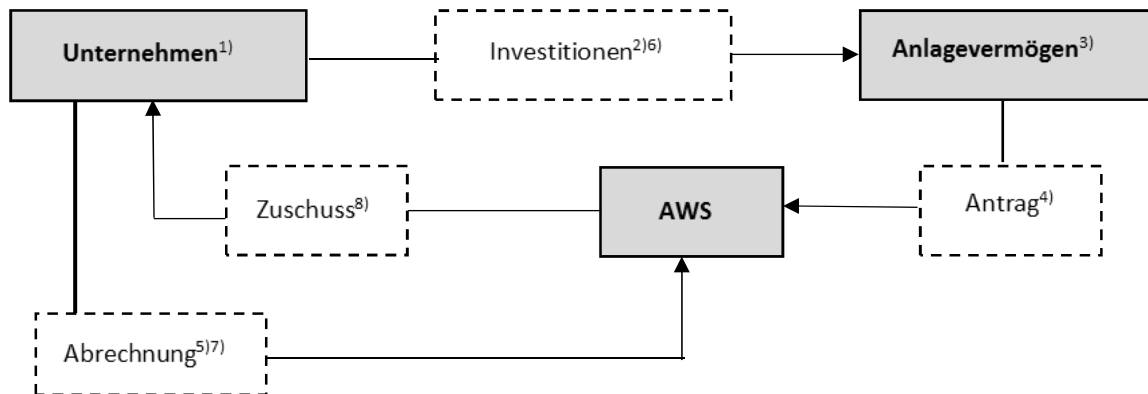 Unternehmen1)
Investitionen2)6)
Anlagevermögen3)
Zuschuss8)
AWS
Antrag4)
Abrechnung5)7)